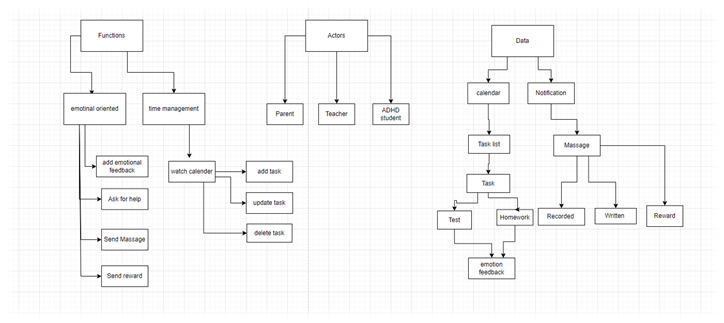 Functions
emotinal oriented
time management
add emotional
feedback
Ask for help
Send Massage
Send reward
watch calender
add task
update task
delete task
Actors
Parent
Teacher
ADHD
student
Data
calendar
Notification
Task list
Massage
Task
Test
Homework
Recorded
Written
Reward
emotion
feedback